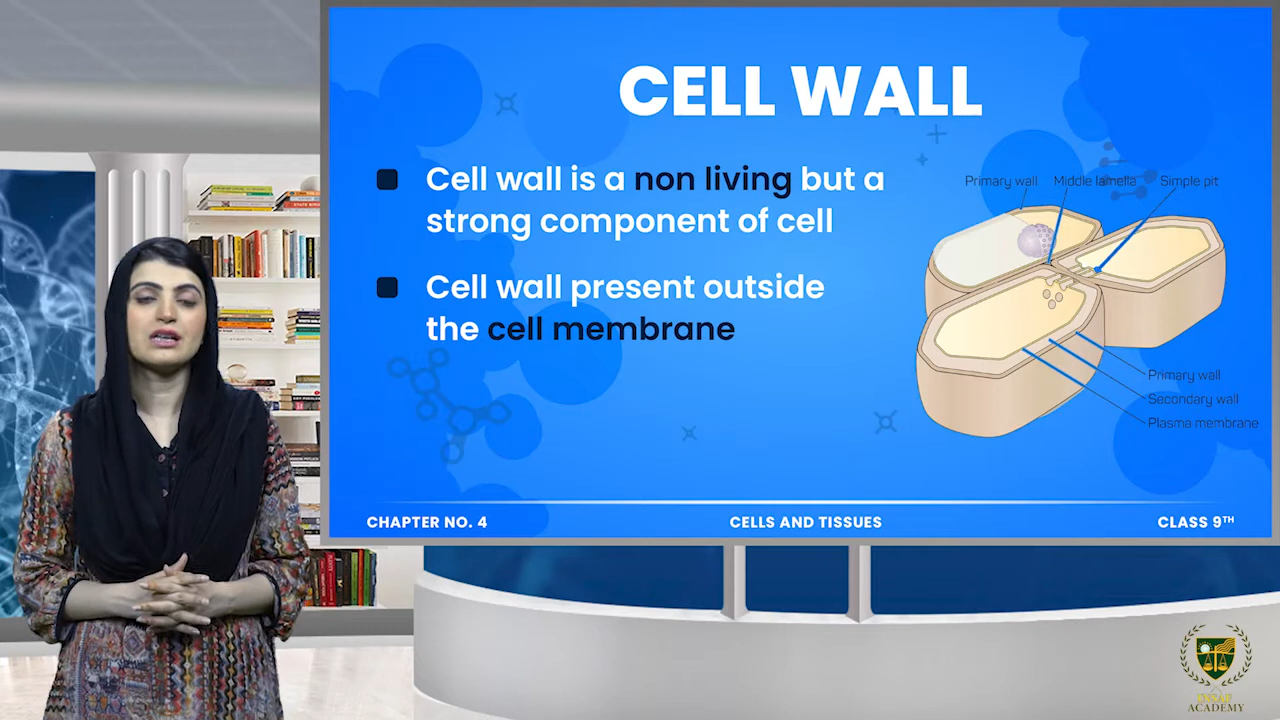 CELL WALL
Cell wall is a non living but a
strong component of cell
Cell wall present outside
the cell membrane
Primary wall Middle lamella Simple pit
Primary wall
Secondary wall
Plasma membrane
CHAPTER NO. 4 CELLS AND TISSUES CLASS 9TH
ACADEMY